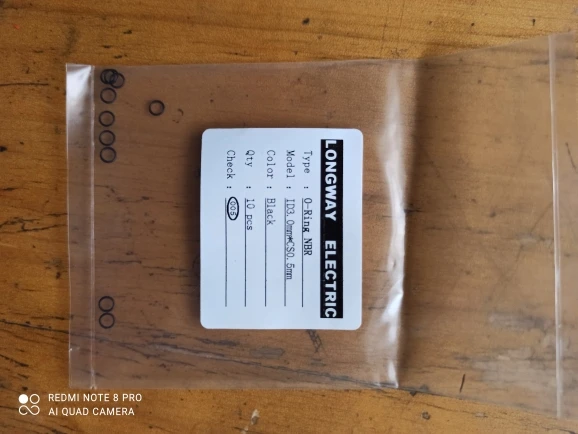 LONGWAY ELECTRIC
Type : O-Ring NBR
Model : ID3.0mm*CS0.5mm
Color : Black
Qty : 10 pcs
Check : 005
REDMI NOTE 8 PRO
AI QUAD CAMERA